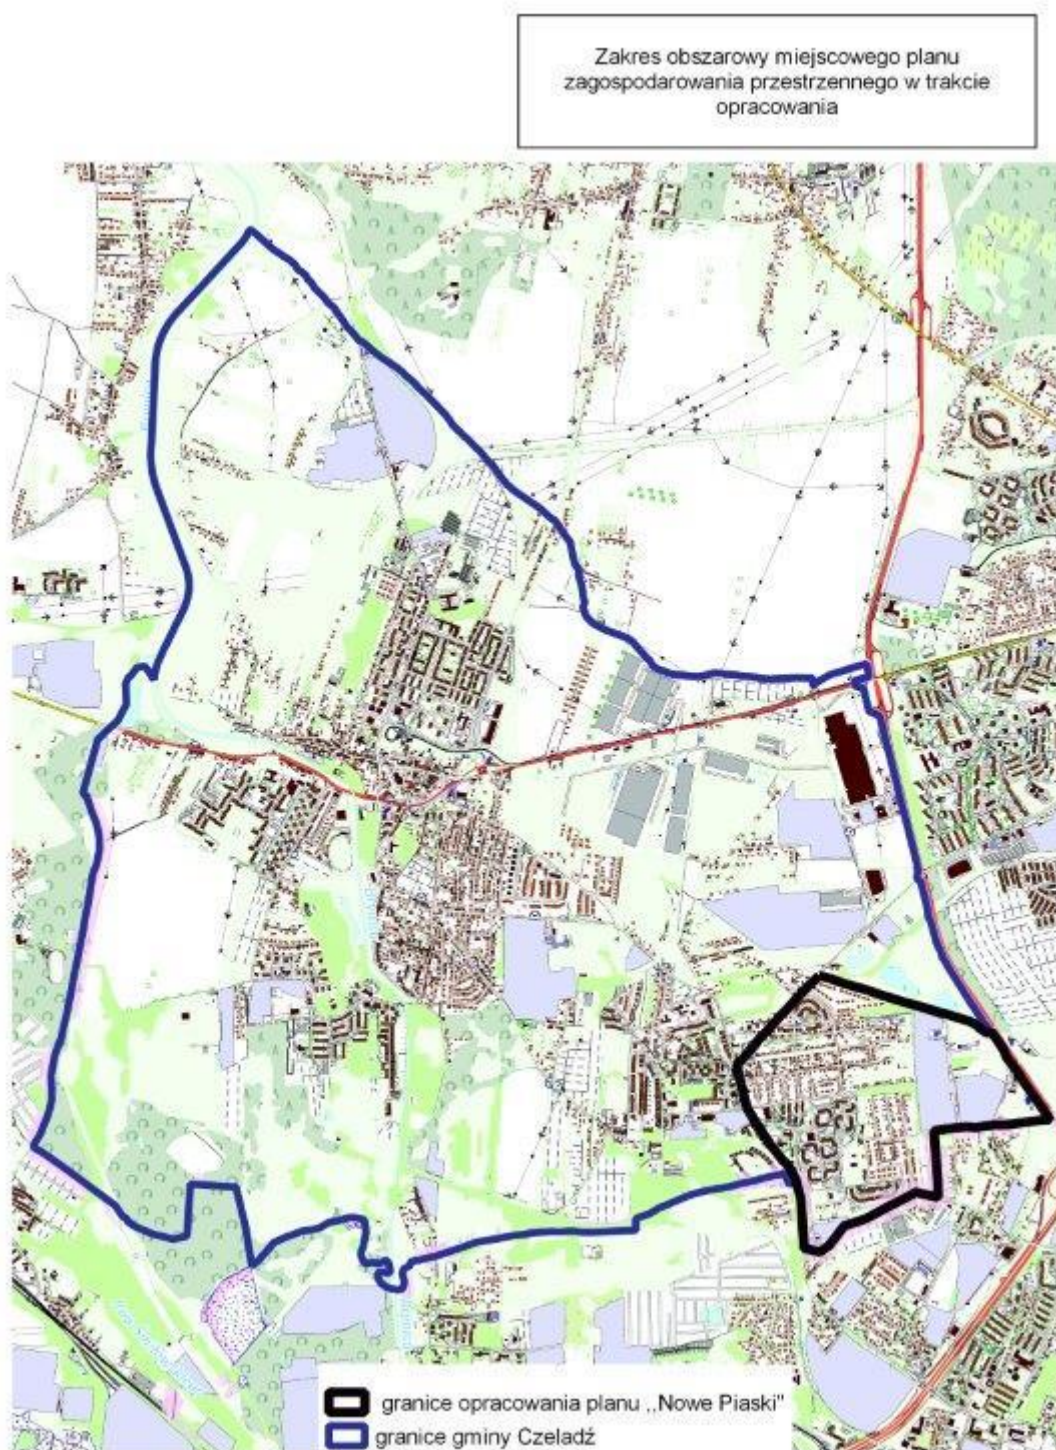 Zakres obszarowy miejscowego planu
zagospodarowania przestrzennego w trakcie
opracowania
granice opracowania planu ,,Nowe Piaski"
granice gminy Czeladź